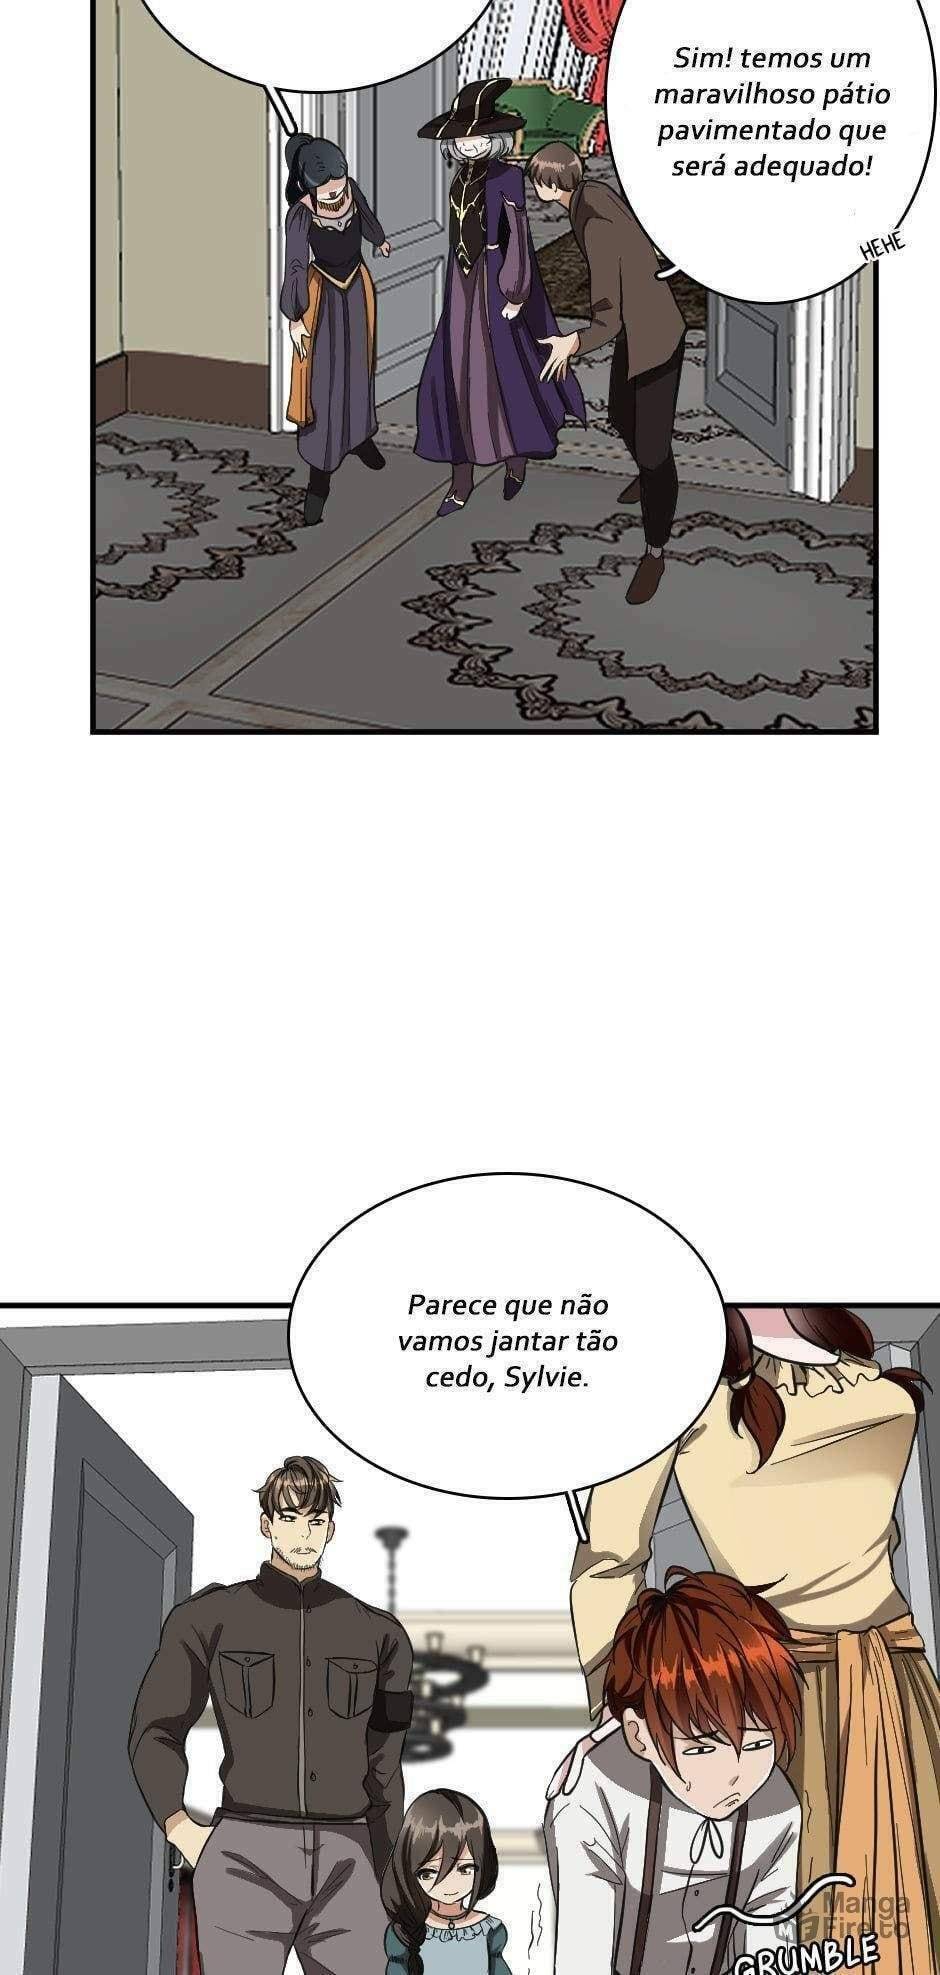 Sim! temos um
maravilhoso pátio
pavimentado que
será adequado!
HEHE
Parece que não
vamos jantar tão
cedo, Sylvie.
Manga
Fire.to
GRUMBLE